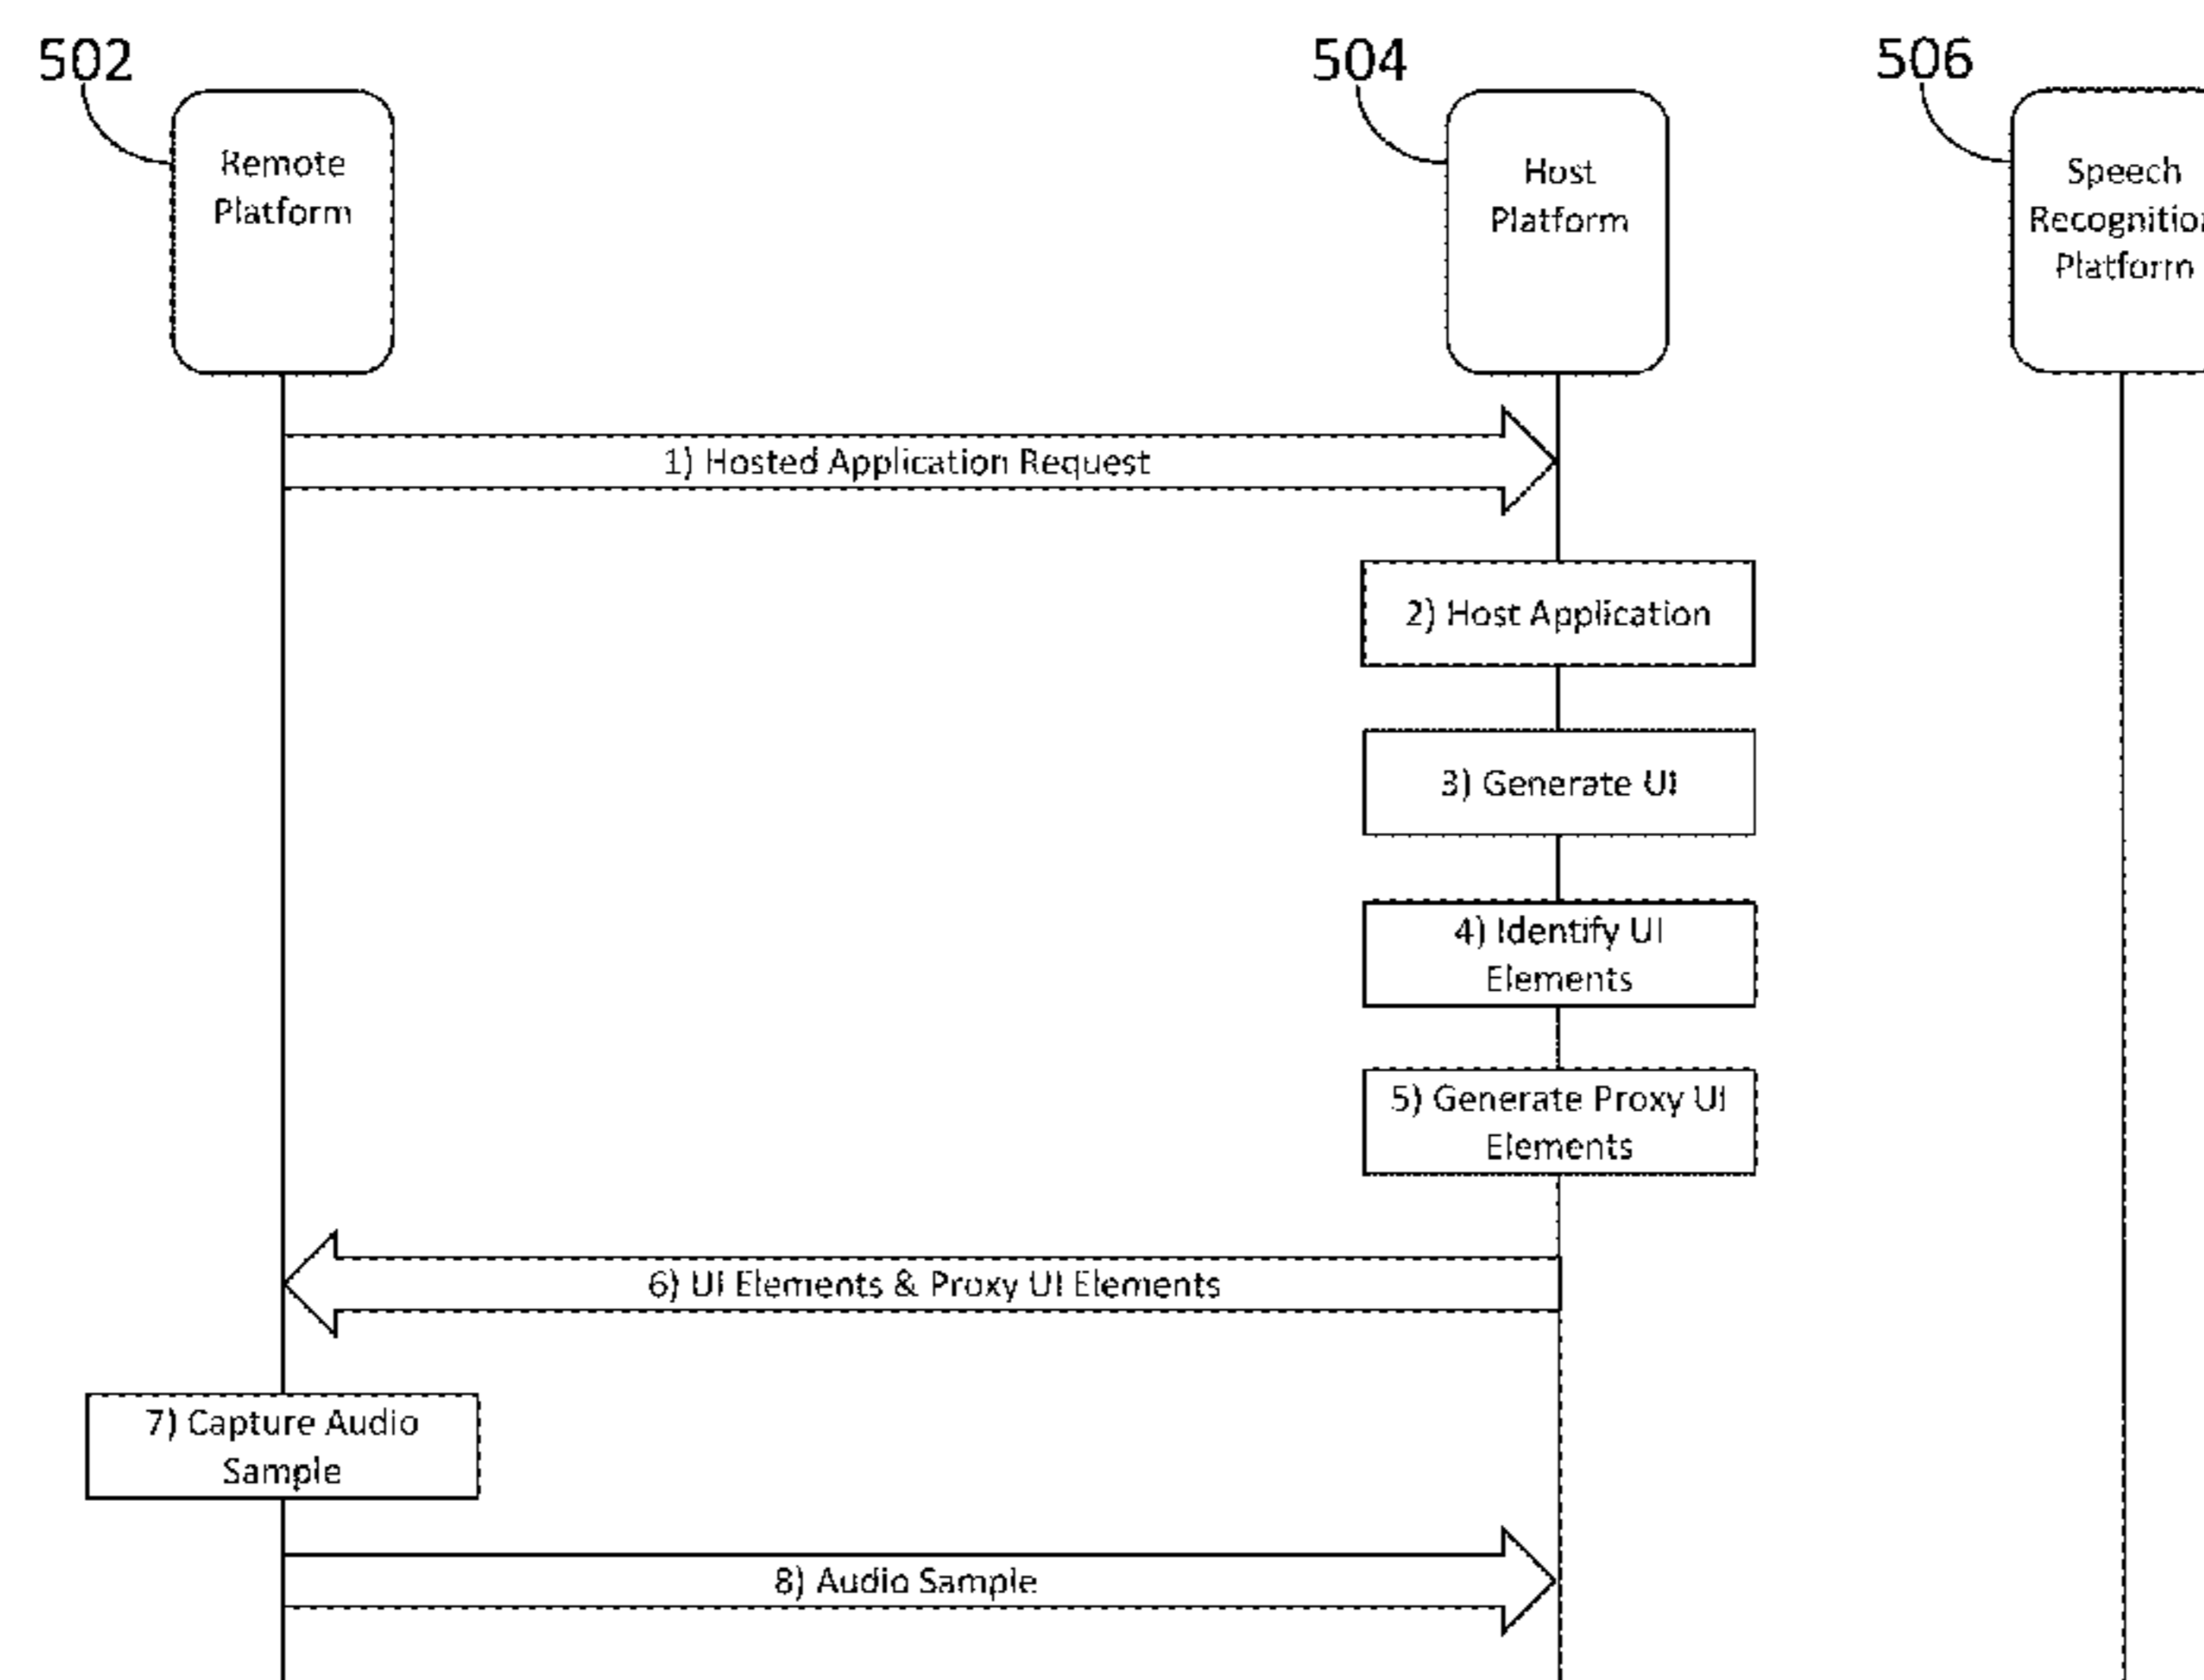 502
504
506
Remote
Platform
Host
Platform
Speech
Recognition
Platform
1) Hosted Application Request
2) Host Application
3) Generate UI
4) Identify UI
Elements
5) Generate Proxy UI
Elements
6) UI Elements & Proxy UI Elements
7) Capture Audio
Sample
8) Audio Sample